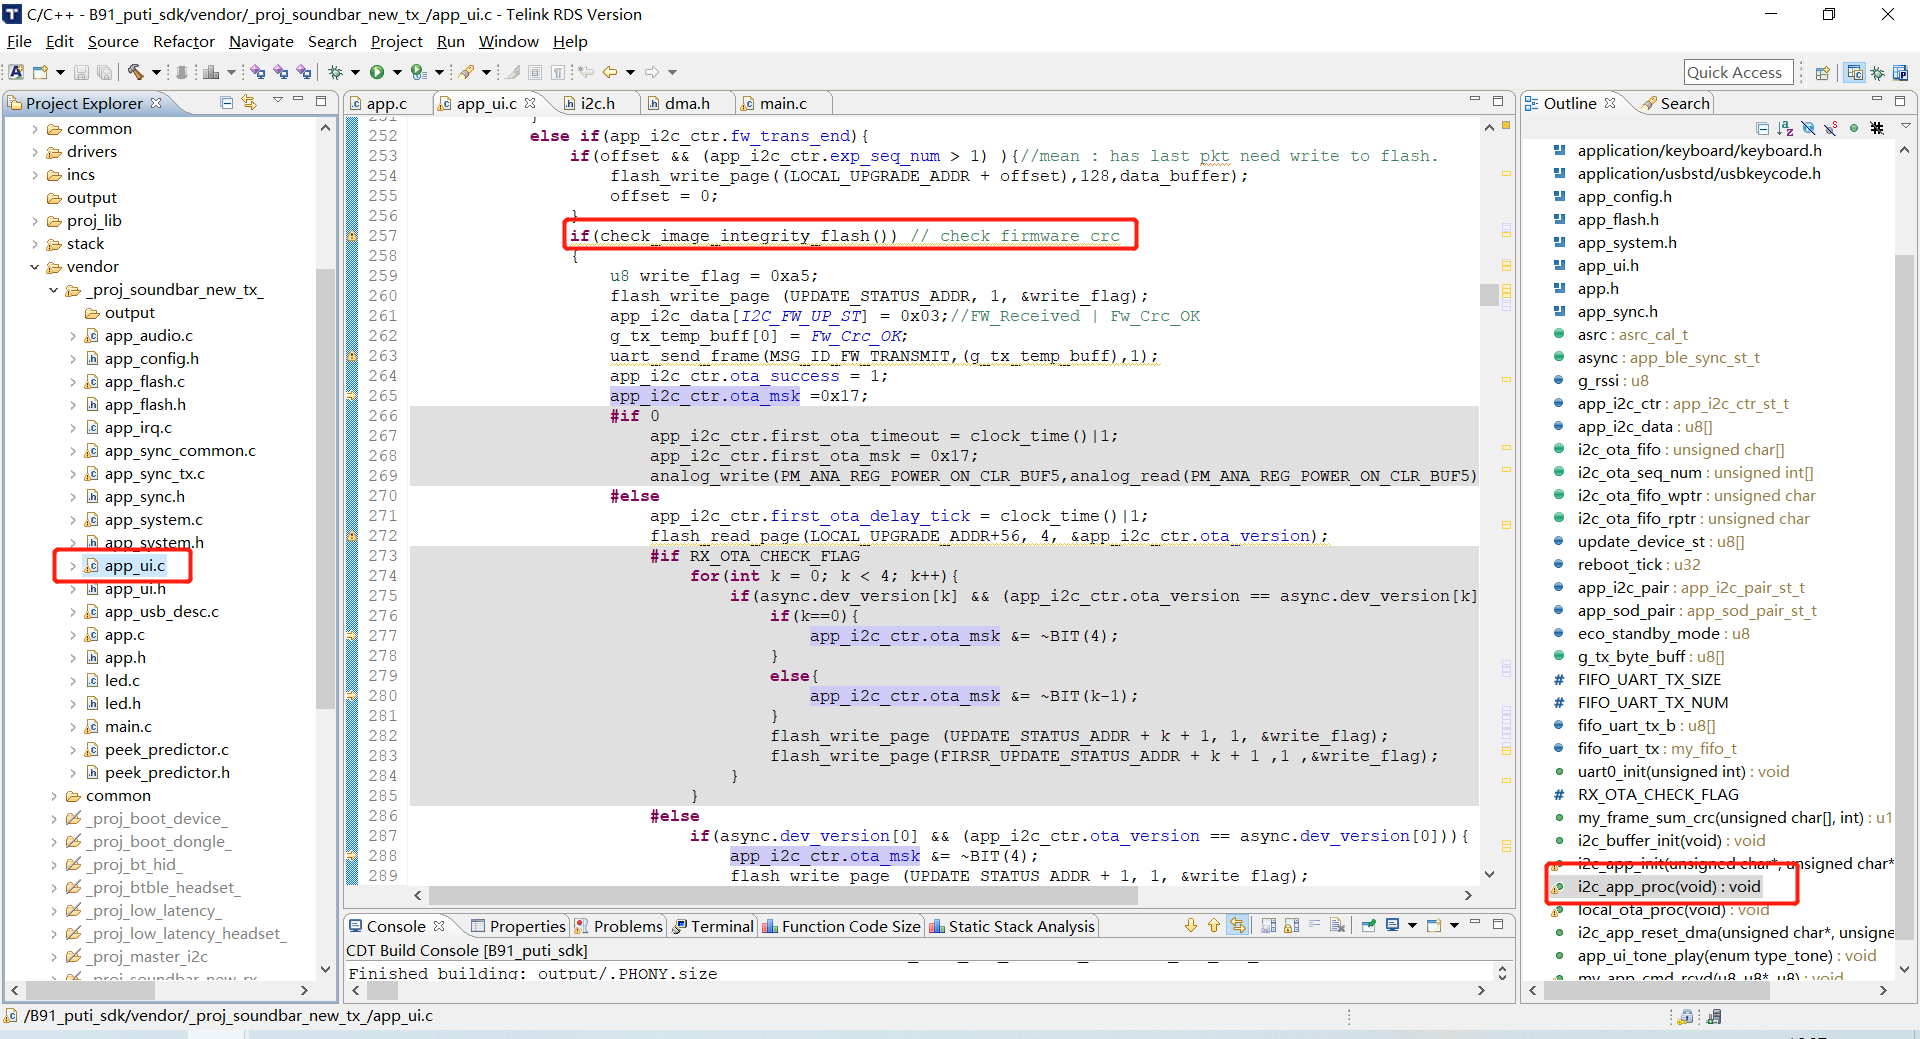 C/C++ - B91_puti_sdk/vendor/_proj_soundbar_new_tx_/app_ui.c - Telink RDS Version
File Edit Source Refactor Navigate Search Project Run Window Help
Quick Access
Project Explorer
common
drivers
incs
output
proj_lib
stack
vendor
_proj_soundbar_new_tx_
output
app_audio.c
app_config.h
app_flash.c
app_flash.h
app_irq.c
app_sync_common.c
app_sync_tx.c
app_sync.h
app_system.c
app_system.h
app_ui.c
app_ui.h
app_usb_desc.c
app.c
app.h
led.c
led.h
main.c
peek_predictor.c
peek_predictor.h
common
_proj_boot_device_
_proj_boot_dongle_
_proj_bt_hid_
_proj_btble_headset_
_proj_low_latency_
_proj_low_latency_headset_
_proj_master_i2c
_proj_soundbar_new_rx
app.c app_ui.c i2c.h dma.h main.c
251 }
252 else if(app_i2c_ctr.fw_trans_end){
253 if(offset && (app_i2c_ctr.exp_seq_num > 1) ){//mean : has last pkt need write to flash.
254 flash_write_page((LOCAL_UPGRADE_ADDR + offset),128,data_buffer);
255 offset = 0;
256 }
257 if(check_image_integrity_flash()) // check firmware crc
258 {
259 u8 write_flag = 0xa5;
260 flash_write_page (UPDATE_STATUS_ADDR, 1, &write_flag);
261 app_i2c_data[I2C_FW_UP_ST] = 0x03;//FW_Received | Fw_Crc_OK
262 g_tx_temp_buff[0] = Fw_Crc_OK;
263 uart_send_frame(MSG_ID_FW_TRANSMIT,(g_tx_temp_buff),1);
264 app_i2c_ctr.ota_success = 1;
265 app_i2c_ctr.ota_msk =0x17;
266 #if 0
267 app_i2c_ctr.first_ota_timeout = clock_time()|1;
268 app_i2c_ctr.first_ota_msk = 0x17;
269 analog_write(PM_ANA_REG_POWER_ON_CLR_BUF5,analog_read(PM_ANA_REG_POWER_ON_CLR_BUF5)
270 #else
271 app_i2c_ctr.first_ota_delay_tick = clock_time()|1;
272 flash_read_page(LOCAL_UPGRADE_ADDR+56, 4, &app_i2c_ctr.ota_version);
273 #if RX_OTA_CHECK_FLAG
274 for(int k = 0; k < 4; k++){
275 if(async.dev_version[k] && (app_i2c_ctr.ota_version == async.dev_version[k]
276 if(k==0){
277 app_i2c_ctr.ota_msk &= ~BIT(4);
278 }
279 else{
280 app_i2c_ctr.ota_msk &= ~BIT(k-1);
281 }
282 flash_write_page (UPDATE_STATUS_ADDR + k + 1, 1, &write_flag);
283 flash_write_page(FIRSR_UPDATE_STATUS_ADDR + k + 1 ,1 ,&write_flag);
284 }
285 }
286 #else
287 if(async.dev_version[0] && (app_i2c_ctr.ota_version == async.dev_version[0])){
288 app_i2c_ctr.ota_msk &= ~BIT(4);
289 flash write page (UPDATE STATUS ADDR + 1, 1, &write flag);
Console Properties Problems Terminal Function Code Size Static Stack Analysis
CDT Build Console [B91_puti_sdk]
Finished building: output/.PHONY.size
Outline Search
application/keyboard/keyboard.h
application/usbstd/usbkeycode.h
app_config.h
app_flash.h
app_system.h
app_ui.h
app.h
app_sync.h
asrc : asrc_cal_t
async : app_ble_sync_st_t
g_rssi : u8
app_i2c_ctr : app_i2c_ctr_st_t
app_i2c_data : u8[]
i2c_ota_fifo : unsigned char[]
i2c_ota_seq_num : unsigned int[]
i2c_ota_fifo_wptr : unsigned char
i2c_ota_fifo_rptr : unsigned char
update_device_st : u8[]
reboot_tick : u32
app_i2c_pair : app_i2c_pair_st_t
app_sod_pair : app_sod_pair_st_t
eco_standby_mode : u8
g_tx_byte_buff : u8[]
FIFO_UART_TX_SIZE
FIFO_UART_TX_NUM
fifo_uart_tx_b : u8[]
fifo_uart_tx : my_fifo_t
uart0_init(unsigned int) : void
RX_OTA_CHECK_FLAG
my_frame_sum_crc(unsigned char[], int) : u1
i2c_buffer_init(void) : void
i2c_app_init(unsigned char*, unsigned char*
i2c_app_proc(void) : void
local_ota_proc(void) : void
i2c_app_reset_dma(unsigned char*, unsigne
app_ui_tone_play(enum type_tone) : void
my_app_cmd_rcvd(u8, u8*, u8) : void
/B91_puti_sdk/vendor/_proj_soundbar_new_tx_/app_ui.c